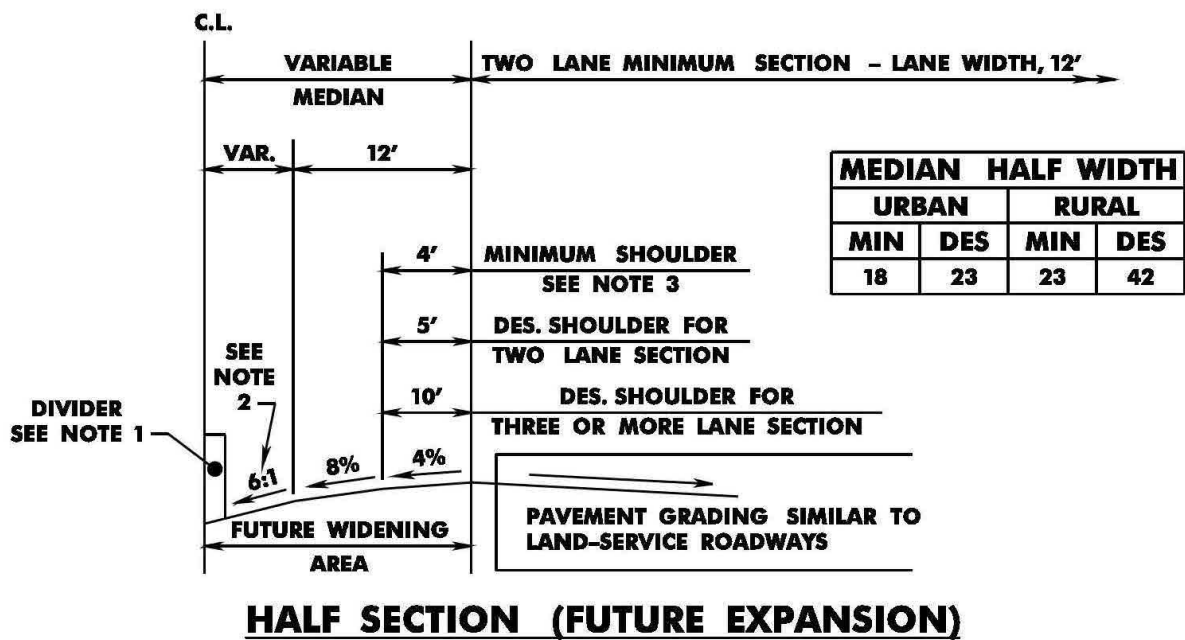 C.L.
VARIABLE
MEDIAN
TWO LANE MINIMUM SECTION - LANE WIDTH, 12'
VAR.
12'
MEDIAN HALF WIDTH
URBAN RURAL
MIN DES MIN DES
18 23 23 42
4'
MINIMUM SHOULDER
SEE NOTE 3
5'
DES. SHOULDER FOR
TWO LANE SECTION
10'
DES. SHOULDER FOR
THREE OR MORE LANE SECTION
SEE
NOTE
2
DIVIDER
SEE NOTE 1
6:1
8%
4%
FUTURE WIDENING
AREA
PAVEMENT GRADING SIMILAR TO
LAND-SERVICE ROADWAYS
HALF SECTION (FUTURE EXPANSION)